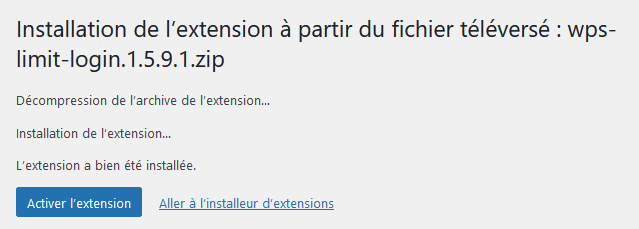 Installation de l’extension à partir du fichier téléversé : wps-
limit-login.1.5.9.1.zip
Décompression de l’archive de l’extension…
Installation de l’extension…
L’extension a bien été installée.
Activer l’extension
Aller à l’installeur d’extensions